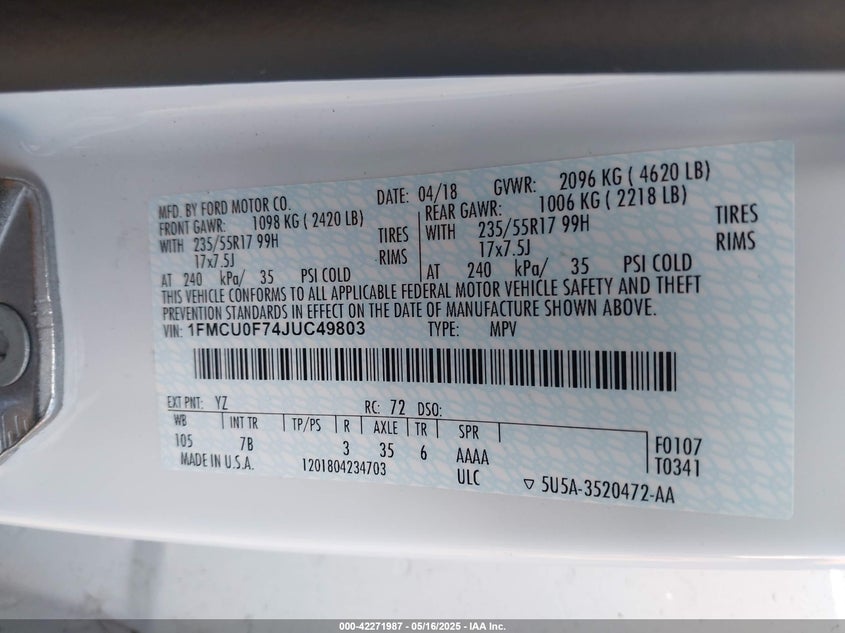 MFD. BY FORD MOTOR CO.
DATE: 04/18 GVWR: 2096 KG ( 4620 LB)
FRONT GAWR: 1098 KG ( 2420 LB)
WITH 235/55R17 99H TIRES
17x7.5J RIMS
AT 240 kPa/ 35 PSI COLD
REAR GAWR: 1006 KG ( 2218 LB)
WITH 235/55R17 99H TIRES
17x7.5J RIMS
AT 240 kPa/ 35 PSI COLD
THIS VEHICLE CONFORMS TO ALL APPLICABLE FEDERAL MOTOR VEHICLE SAFETY AND THEFT
PREVENTION STANDARDS IN EFFECT ON THE DATE OF MANUFACTURE SHOWN ABOVE.
VIN: 1FMCU0F74JUC49803 TYPE: MPV
EXT PNT: YZ RC: 72 DSO:
WB INT TR TP/PS R AXLE TR SPR
105 7B 3 35 6 AAAA
F0107
MADE IN U.S.A. 1201804234703 ULC
T0341
▽ 5U5A-3520472-AA
000-42271987 - 05/16/2025 - IAA Inc.